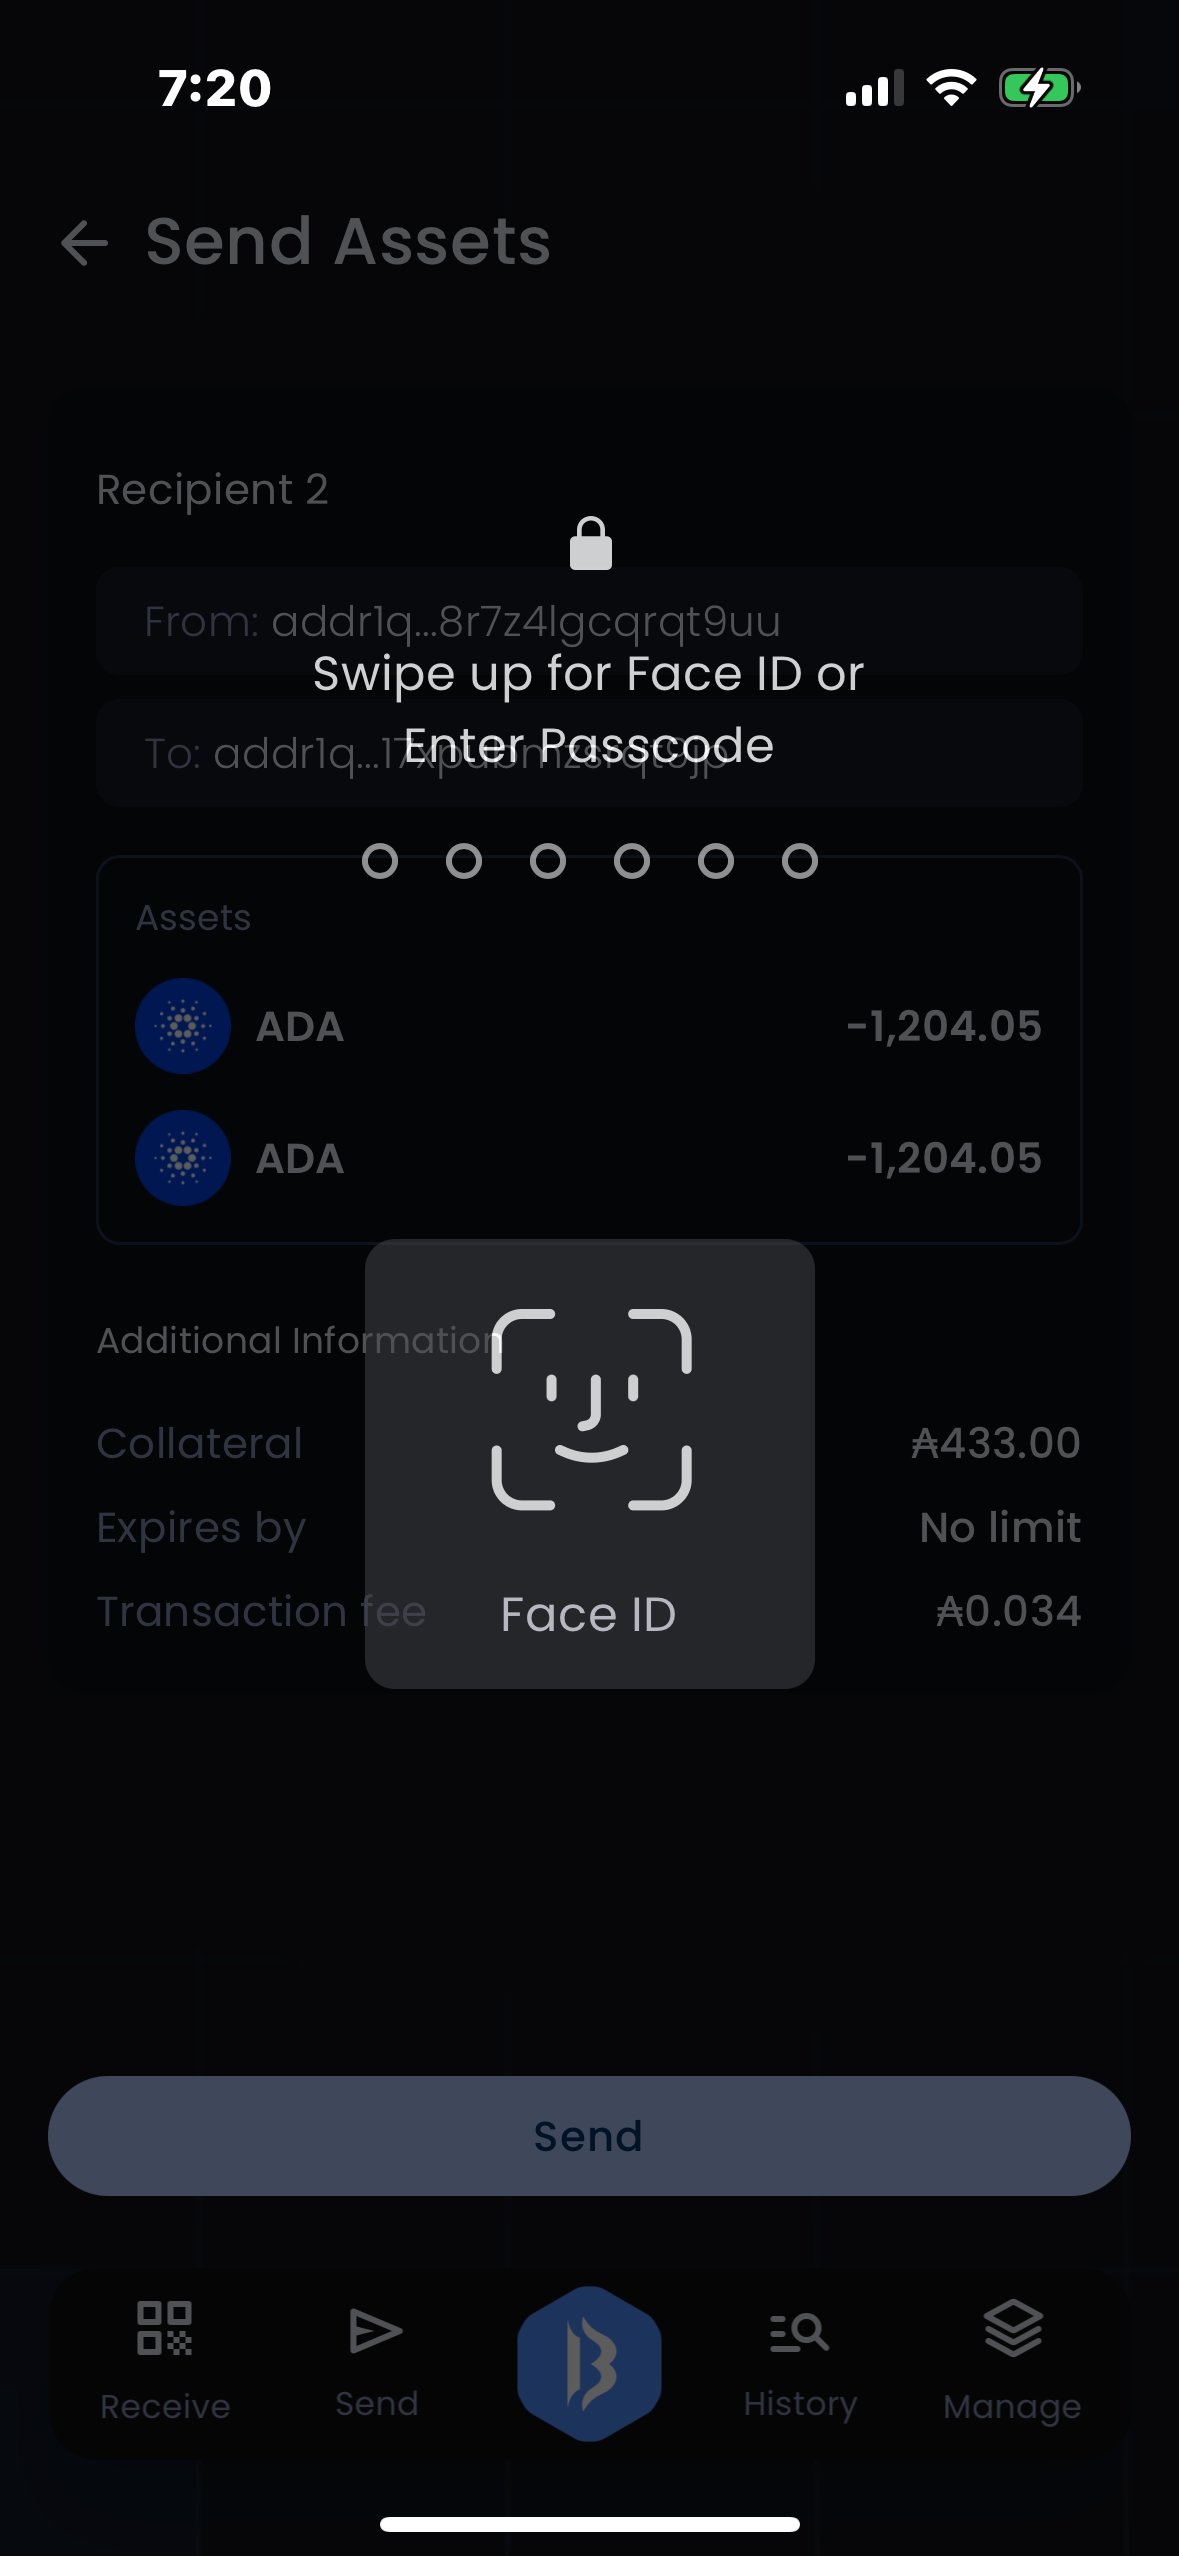 7:20
Send Assets
Recipient 2
From: addr1q...8r7z4lgcqrqt9uu
Swipe up for Face ID or
Enter Passcode
To: addr1q...17xpu6mzsrqt9jp
Assets
ADA -1,204.05
ADA -1,204.05
Additional Information
Collateral ₳433.00
Expires by No limit
Transaction fee ₳0.034
Face ID
Send
Receive Send History Manage